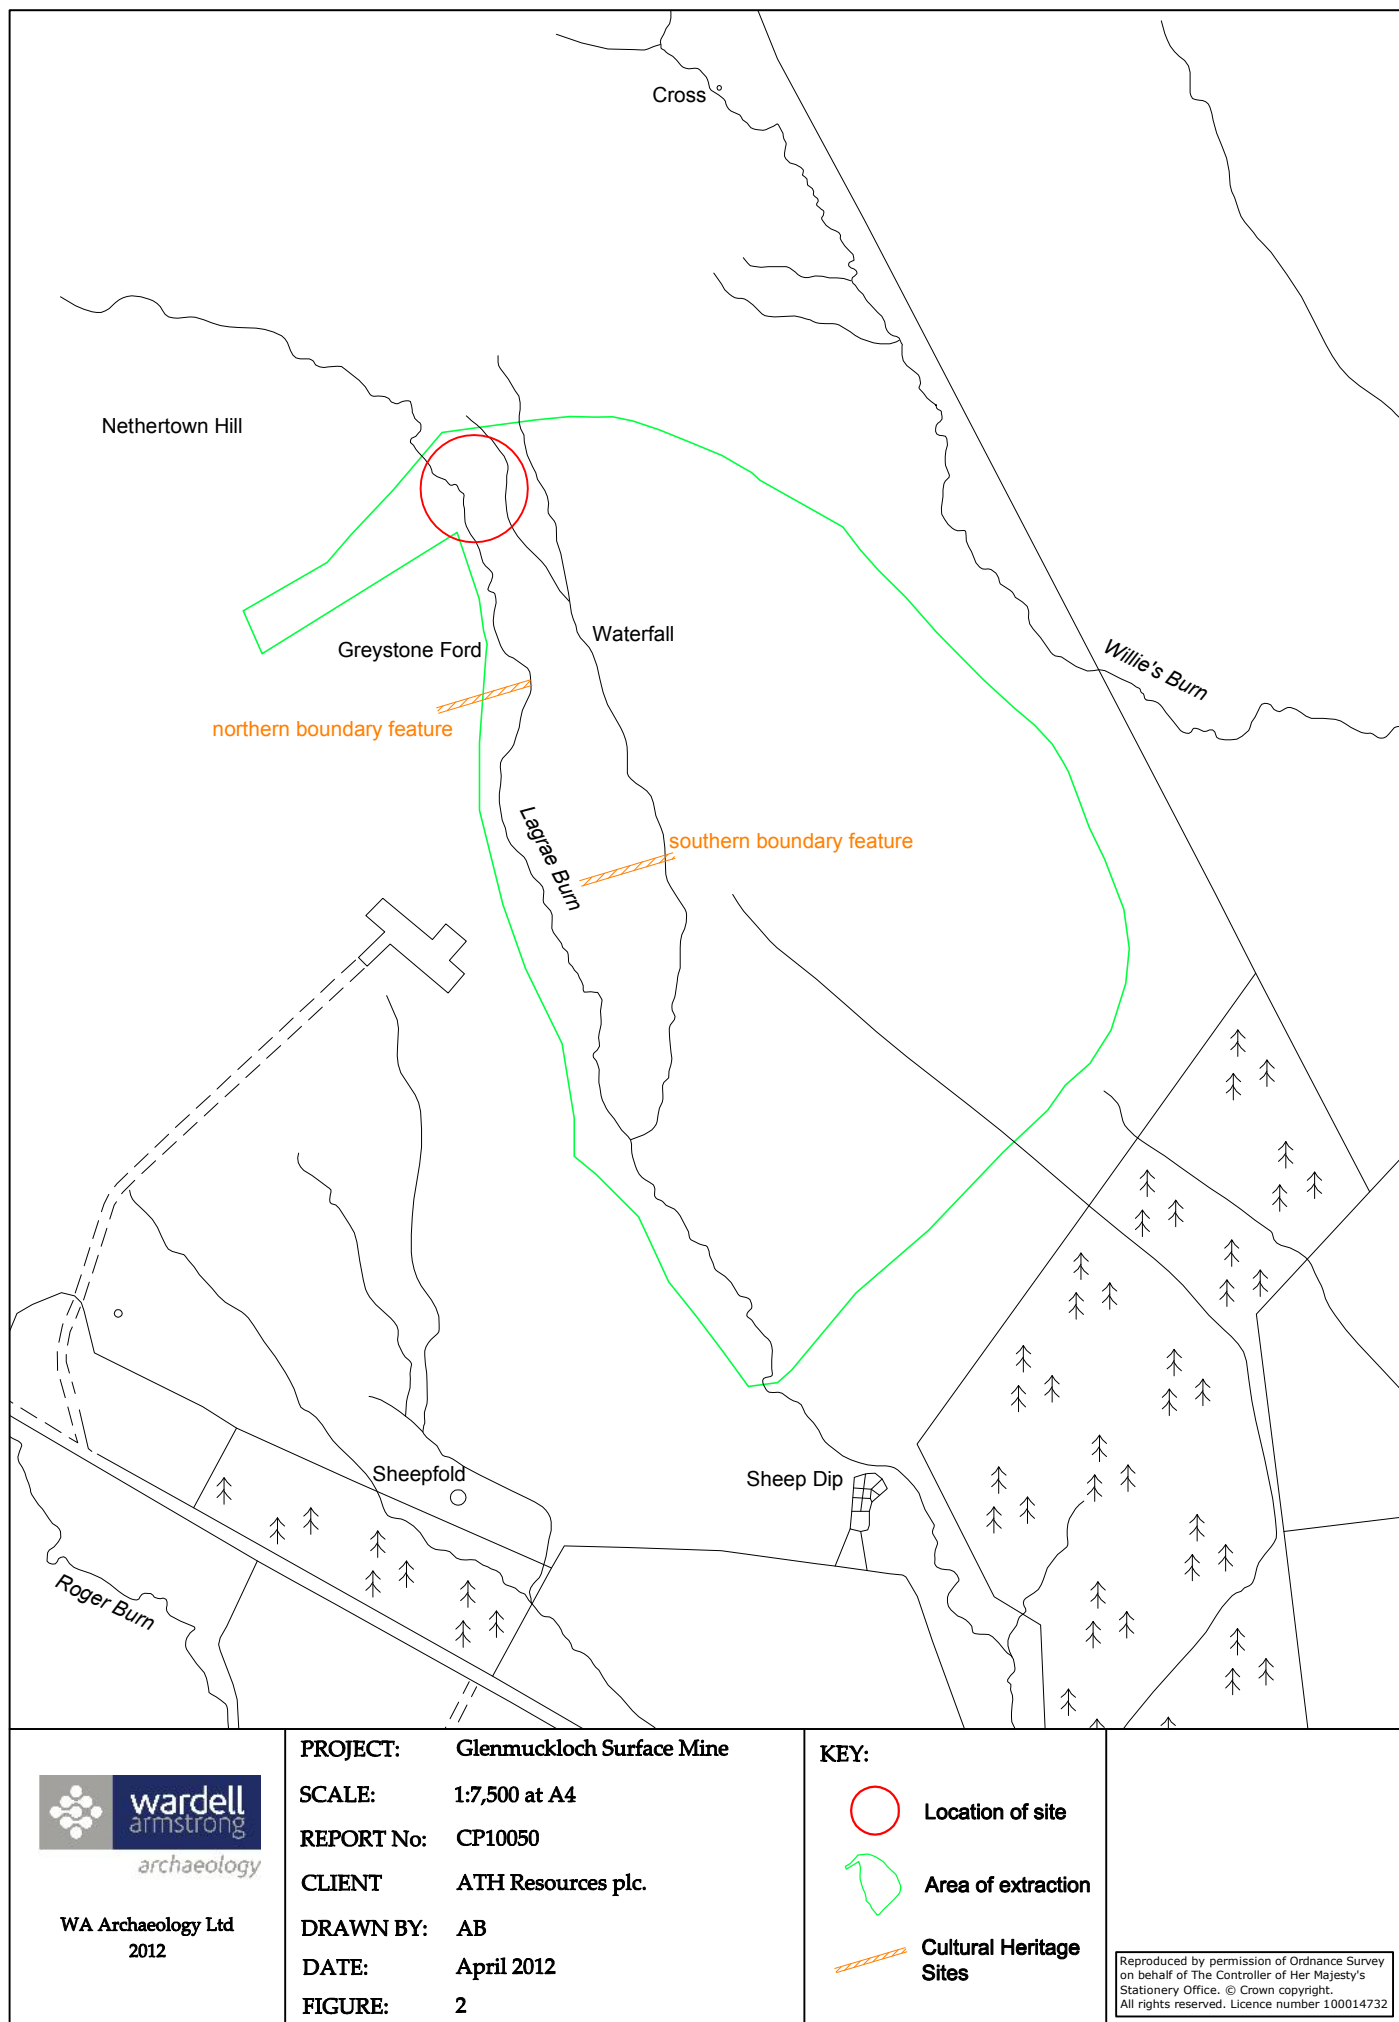 Cross
Nethertown Hill
Waterfall
Greystone Ford
Willie's Burn
northern boundary feature
Lagrae Burn
southern boundary feature
Sheepfold
Sheep Dip
Roger Burn
wardell
armstrong
archaeology
WA Archaeology Ltd
2012
PROJECT: Glenmuckloch Surface Mine
SCALE: 1:7,500 at A4
REPORT No: CP10050
CLIENT ATH Resources plc.
DRAWN BY: AB
DATE: April 2012
FIGURE: 2
KEY:
Location of site
Area of extraction
Cultural Heritage
Sites
Reproduced by permission of Ordnance Survey
on behalf of The Controller of Her Majesty's
Stationery Office. © Crown copyright.
All rights reserved. Licence number 100014732